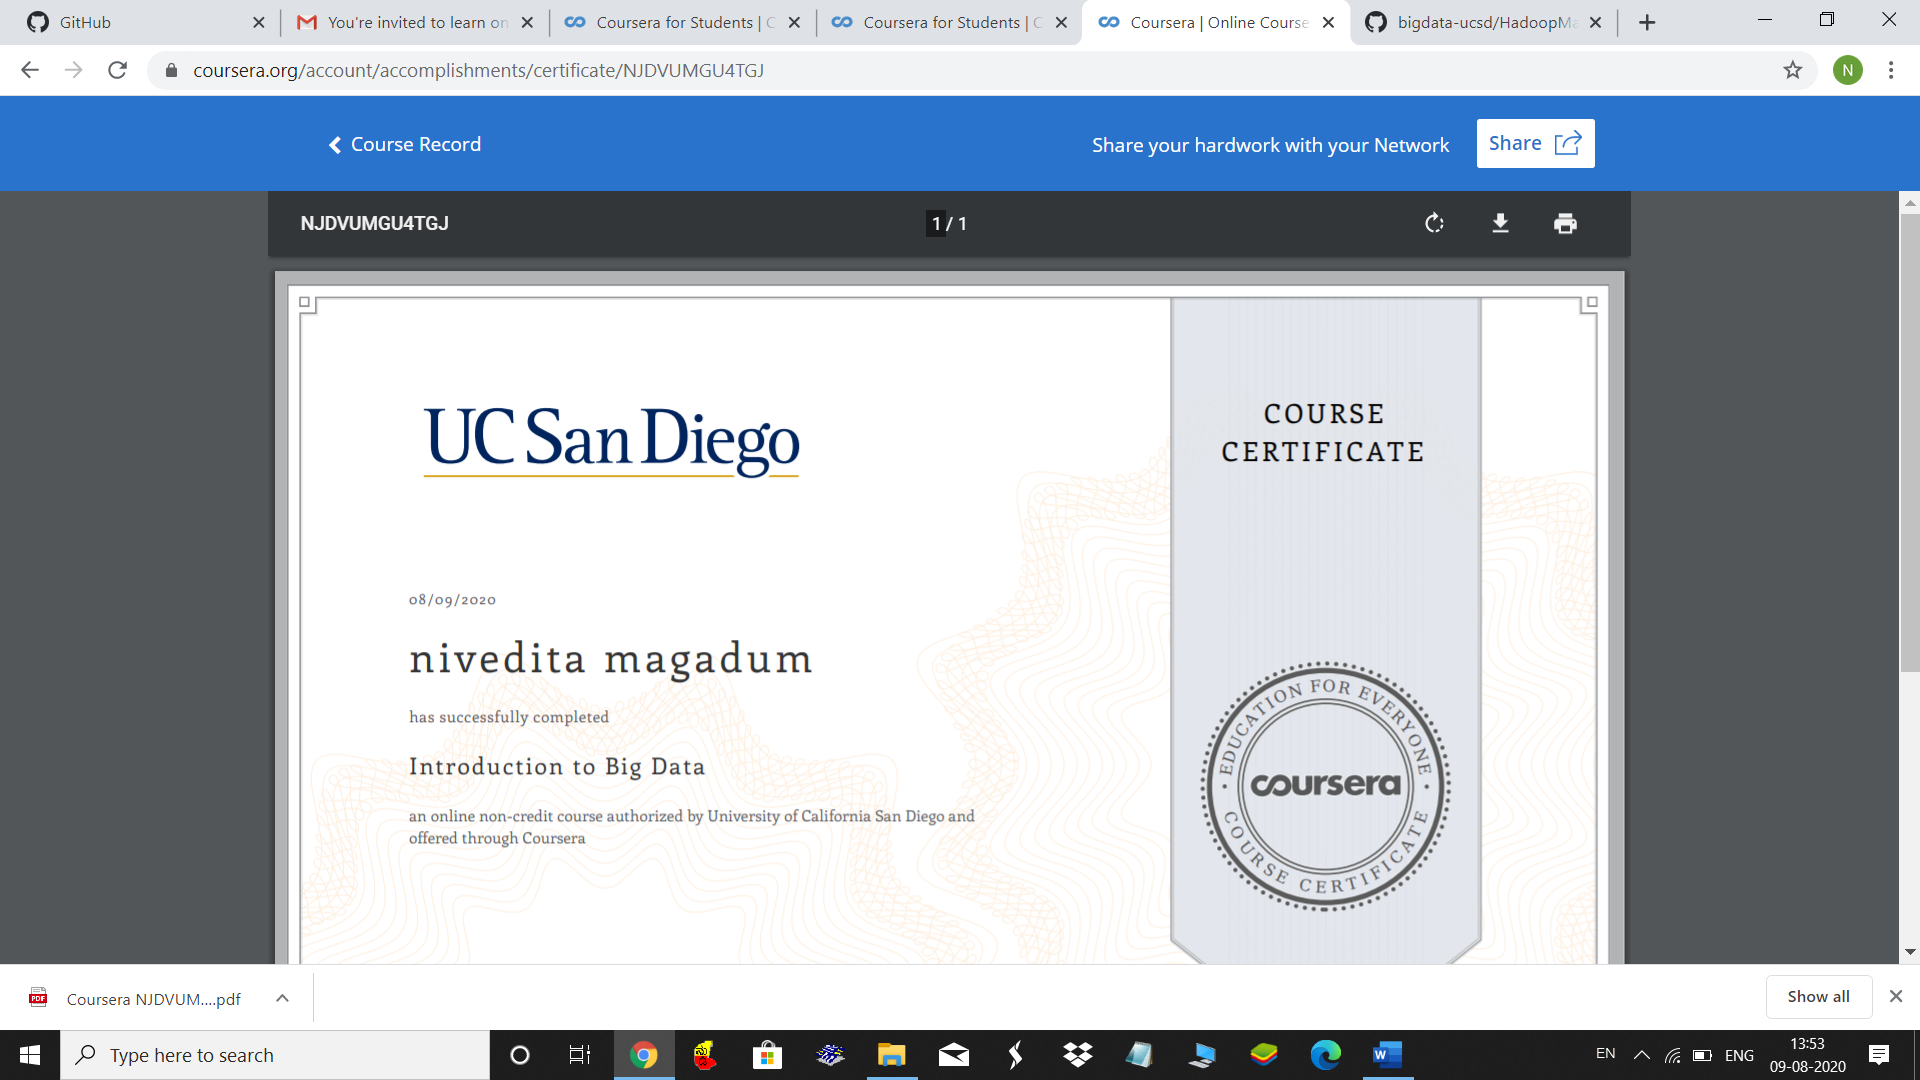 GitHub
You're invited to learn on
Coursera for Students | C
Coursera for Students | C
Coursera | Online Course
bigdata-ucsd/HadoopMa
coursera.org/account/accomplishments/certificate/NJDVUMGU4TGJ
N
Course Record
Share your hardwork with your Network
Share
NJDVUMGU4TGJ
1 / 1
UC San Diego
COURSE
CERTIFICATE
08/09/2020
nivedita magadum
has successfully completed
Introduction to Big Data
an online non-credit course authorized by University of California San Diego and
offered through Coursera
EDUCATION FOR EVERYONE
coursera
COURSE CERTIFICATE
PDF
Coursera NJDVUM....pdf
Show all
Type here to search
EN
ENG
13:53
09-08-2020